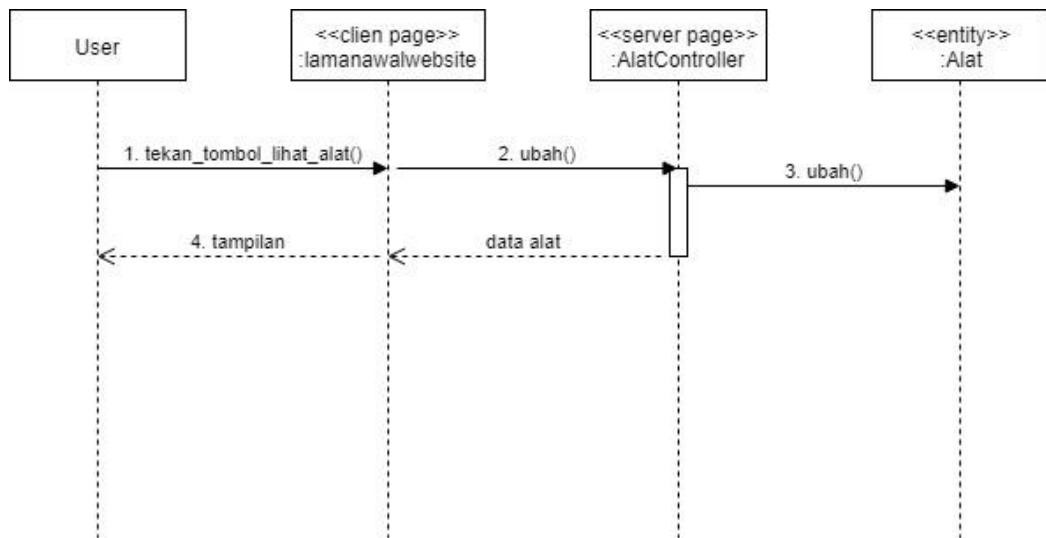 User
<<clien page>>
:lamanawalwebsite
<<server page>>
:AlatController
<<entity>>
:Alat
1. tekan_tombol_lihat_alat()
2. ubah()
3. ubah()
4. tampilan
data alat